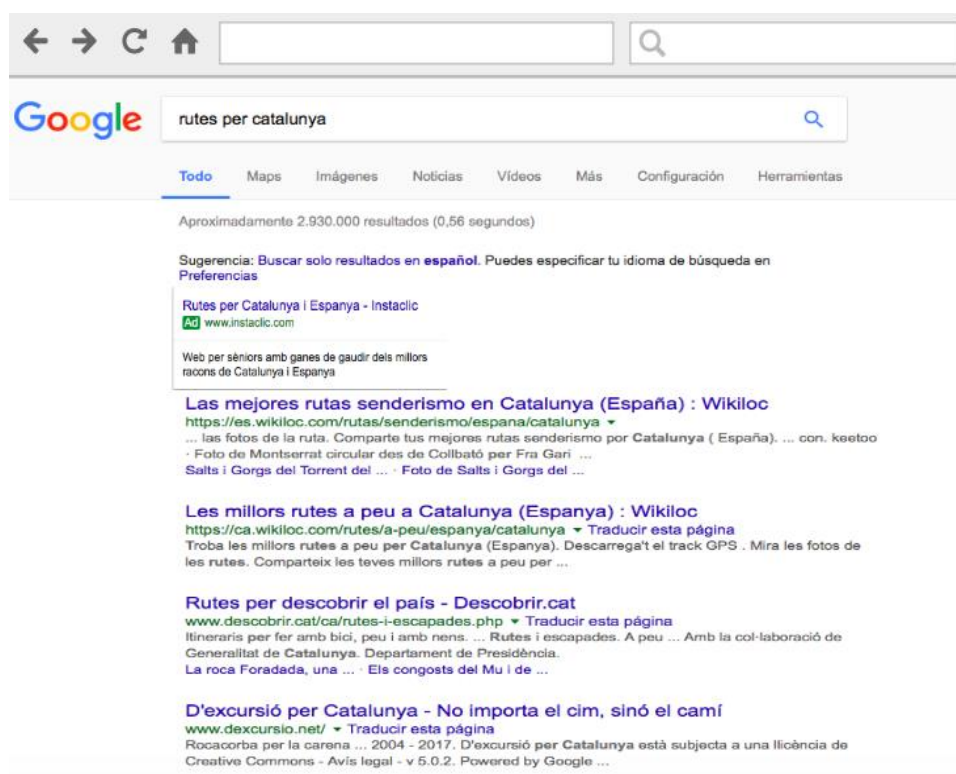 Google
rutes per catalunya
Todo Maps Imágenes Noticias Vídeos Más Configuración Herramientas
Aproximadamente 2.930.000 resultados (0,56 segundos)
Sugerencia: Buscar solo resultados en español. Puedes especificar tu idioma de búsqueda en
Preferencias
Rutes per Catalunya i Espanya - Instaclic
Ad www.instaclic.com
Web per sèniors amb ganes de gaudir dels millors
racons de Catalunya i Espanya
Las mejores rutas senderismo en Catalunya (España) : Wikiloc
https://es.wikiloc.com/rutas/senderismo/espana/catalunya
... las fotos de la ruta. Comparte tus mejores rutas senderismo por Catalunya ( España). ... con. keetoo
· Foto de Montserrat circular des de Collbató per Fra Gari ...
Salts i Gorgs del Torrent del ... · Foto de Salts i Gorgs del ...
Les millors rutes a peu a Catalunya (Espanya) : Wikiloc
https://ca.wikiloc.com/rutes/a-peu/espanya/catalunya Traducir esta página
Troba les millors rutes a peu per Catalunya (Espanya). Descarrega't el track GPS . Mira les fotos de
les rutes. Comparteix les teves millors rutes a peu per ...
Rutes per descobrir el país - Descobrir.cat
www.descobrir.cat/ca/rutes-i-escapades.php Traducir esta página
Itineraris per fer amb bici, peu i amb nens. ... Rutes i escapades. A peu ... Amb la col·laboració de
Generalitat de Catalunya. Departament de Presidència.
La roca Foradada, una ... · Els congosts del Mu i de ...
D'excursió per Catalunya - No importa el cim, sinó el camí
www.dexcursio.net/ Traducir esta página
Rocacorba per la carena ... 2004 - 2017. D'excursió per Catalunya està subjecta a una llicència de
Creative Commons - Avís legal - v 5.0.2. Powered by Google ...